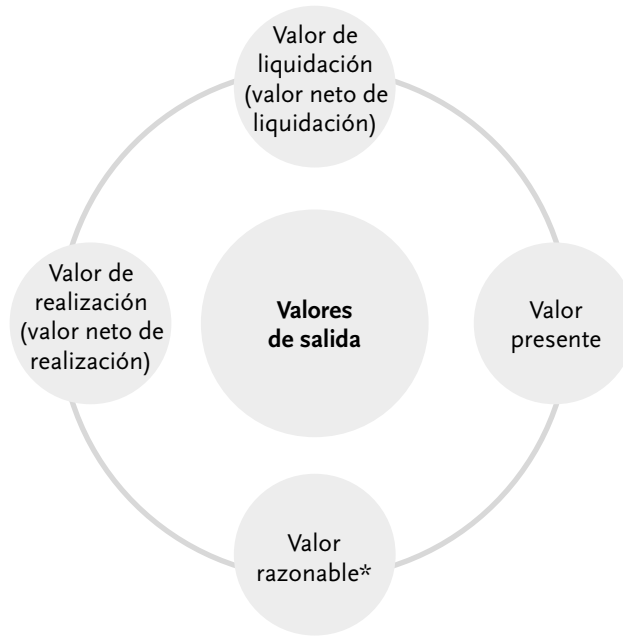 Valor de
liquidación
(valor neto de
liquidación)
Valor de
realización
(valor neto de
realización)
Valores
de salida
Valor
presente
Valor
razonable*